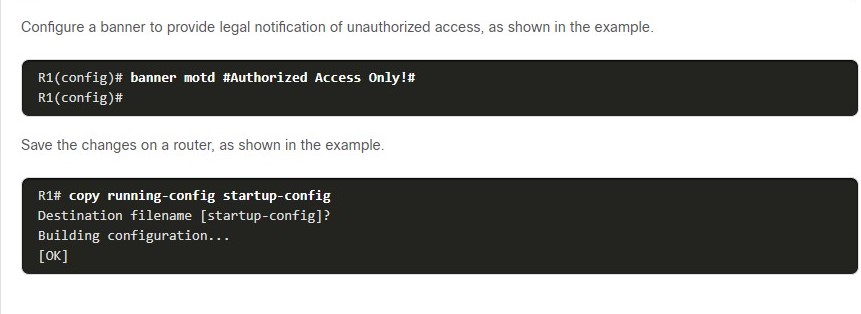 Configure a banner to provide legal notification of unauthorized access, as shown in the example.
R1(config)# banner motd #Authorized Access Only!#
R1(config)#
Save the changes on a router, as shown in the example.
R1# copy running-config startup-config
Destination filename [startup-config]?
Building configuration...
[OK]